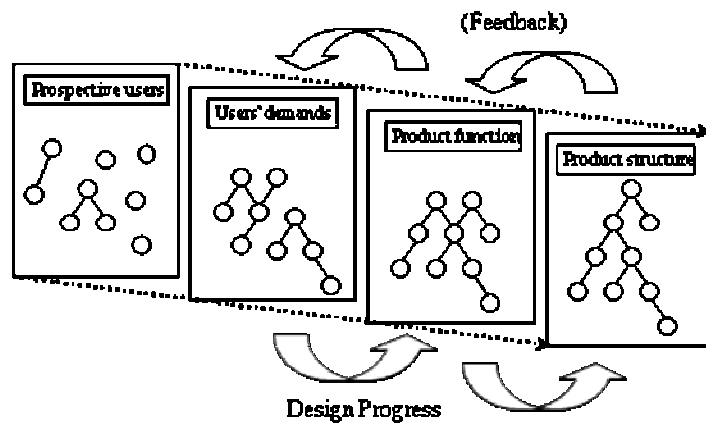 (Feedback)
Prospective users
Users' demands
Product function
Product structure
Design Progress